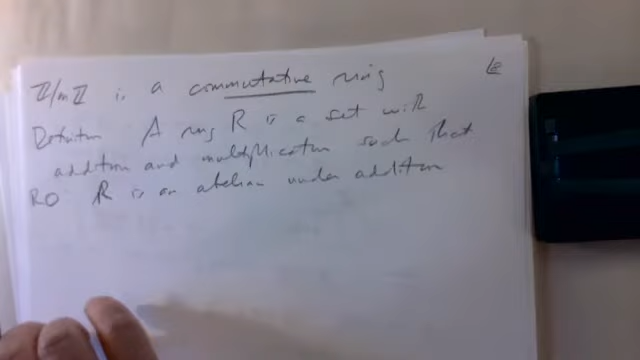 ℤ/mℤ is a commutative ring
Definition A ring R is a set with
addition and multiplication such that
R0 R is an abelian under addition